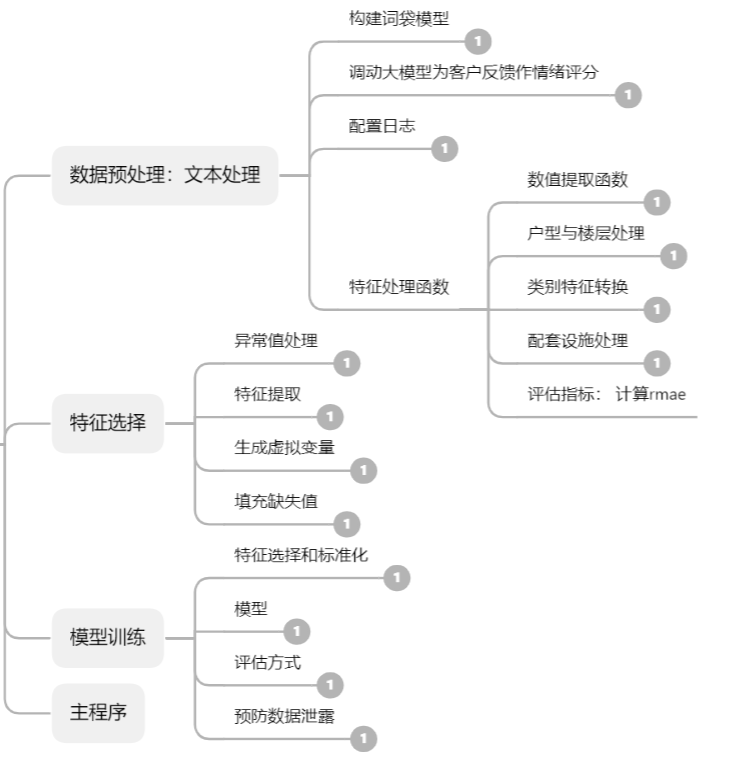 构建词袋模型
1
调动大模型为客户反馈作情绪评分
1
配置日志
1
数据预处理：文本处理
数值提取函数
1
户型与楼层处理
1
特征处理函数
类别特征转换
1
配套设施处理
1
评估指标： 计算rmae
异常值处理
1
特征提取
1
特征选择
生成虚拟变量
1
填充缺失值
1
特征选择和标准化
1
模型
1
模型训练
评估方式
1
预防数据泄露
1
主程序